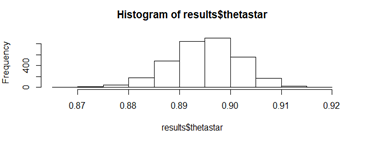 Histogram of results$thetastar
Frequency
400
0
0.87 0.88 0.89 0.90 0.91 0.92
results$thetastar